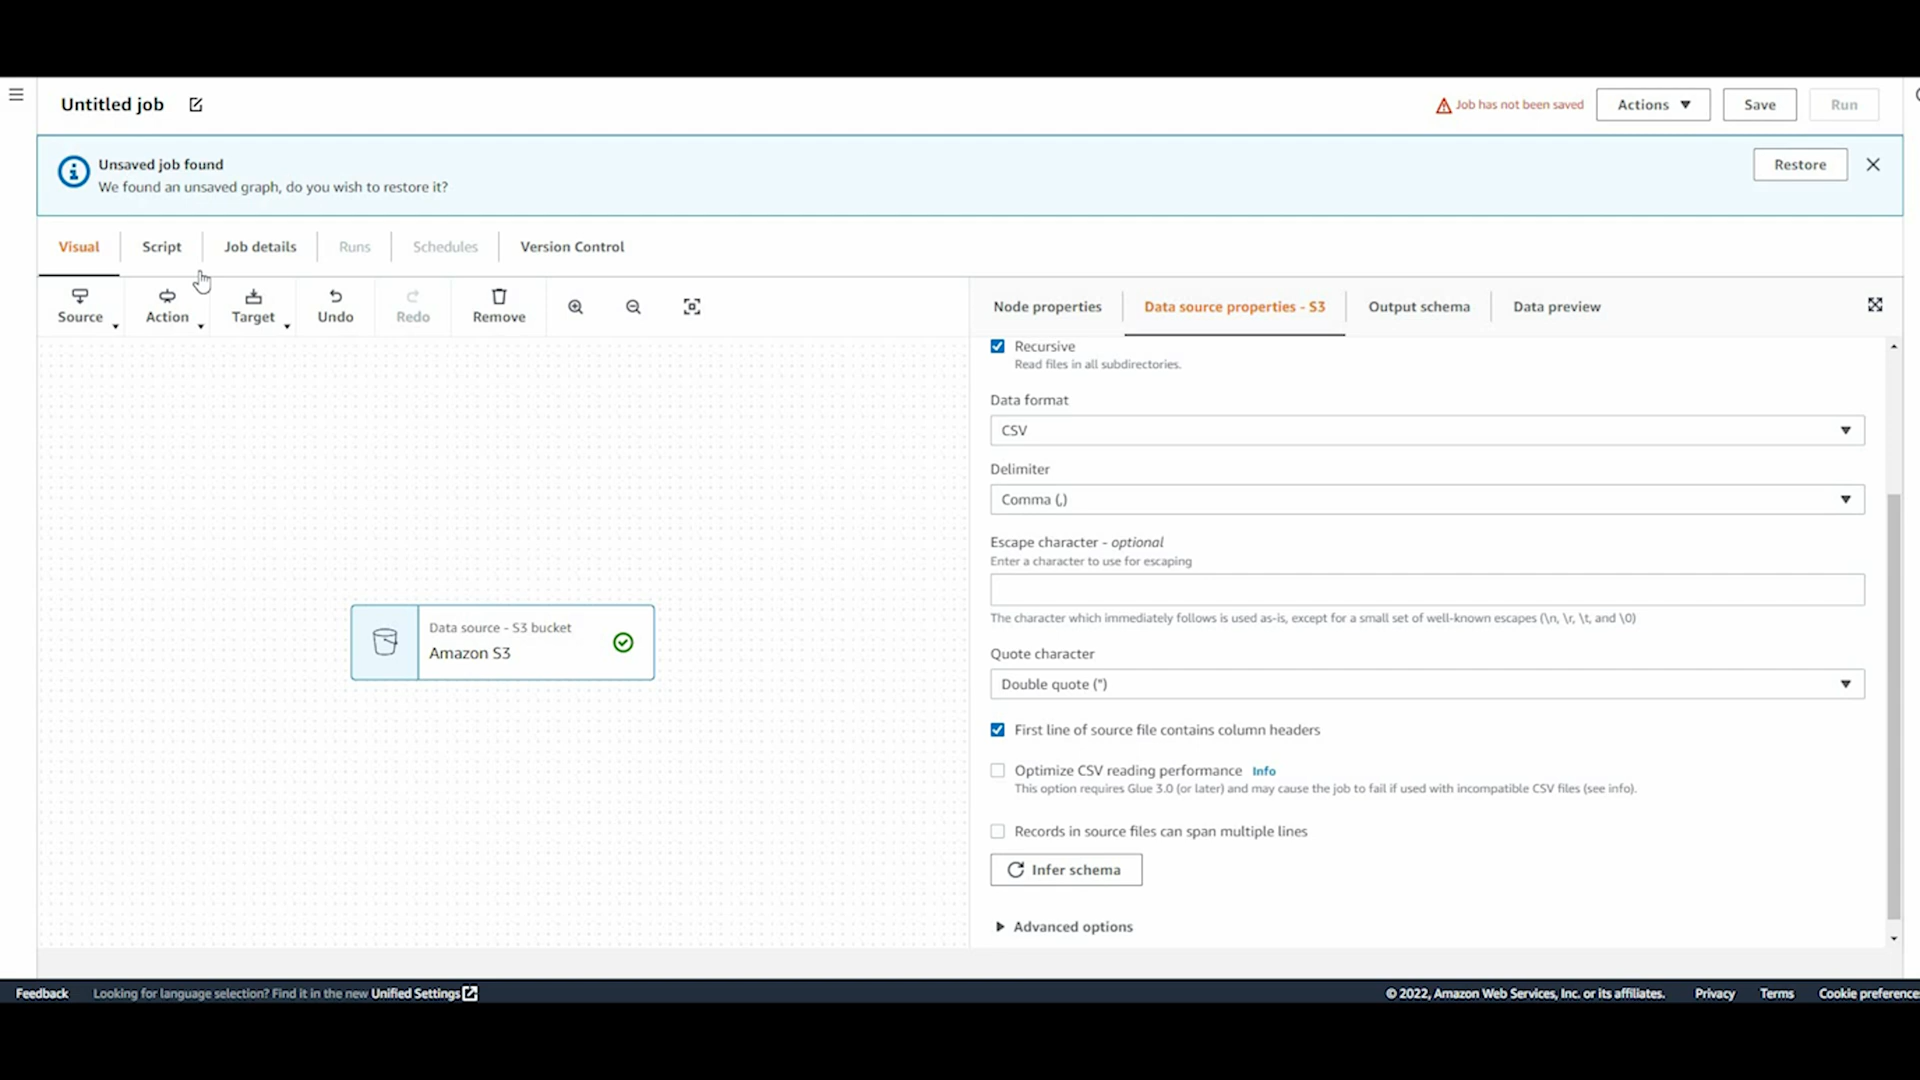 Untitled job
Job has not been saved
Actions
Save
Run
Unsaved job found
We found an unsaved graph, do you wish to restore it?
Restore
Visual
Script
Job details
Runs
Schedules
Version Control
Source
Action
Target
Undo
Redo
Remove
Node properties
Data source properties - S3
Output schema
Data preview
Recursive
Read files in all subdirectories.
Data format
CSV
Delimiter
Comma (,)
Escape character - optional
Enter a character to use for escaping
The character which immediately follows is used as-is, except for a small set of well-known escapes (\n, \r, \t, and \0)
Data source - S3 bucket
Amazon S3
Quote character
Double quote (")
First line of source file contains column headers
Optimize CSV reading performance Info
This option requires Glue 3.0 (or later) and may cause the job to fail if used with incompatible CSV files (see info).
Records in source files can span multiple lines
Infer schema
Advanced options
Feedback
Looking for language selection? Find it in the new Unified Settings
© 2022, Amazon Web Services, Inc. or its affiliates.
Privacy
Terms
Cookie preference